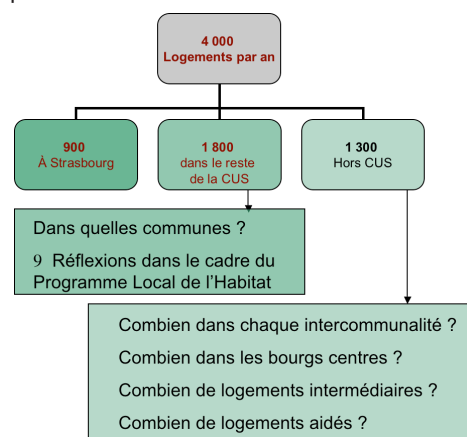 4 000
Logements par an
900
À Strasbourg
1 800
dans le reste
de la CUS
1 300
Hors CUS
Dans quelles communes ?
9 Réflexions dans le cadre du
Programme Local de l'Habitat
Combien dans chaque intercommunalité ?
Combien dans les bourgs centres ?
Combien de logements intermédiaires ?
Combien de logements aidés ?